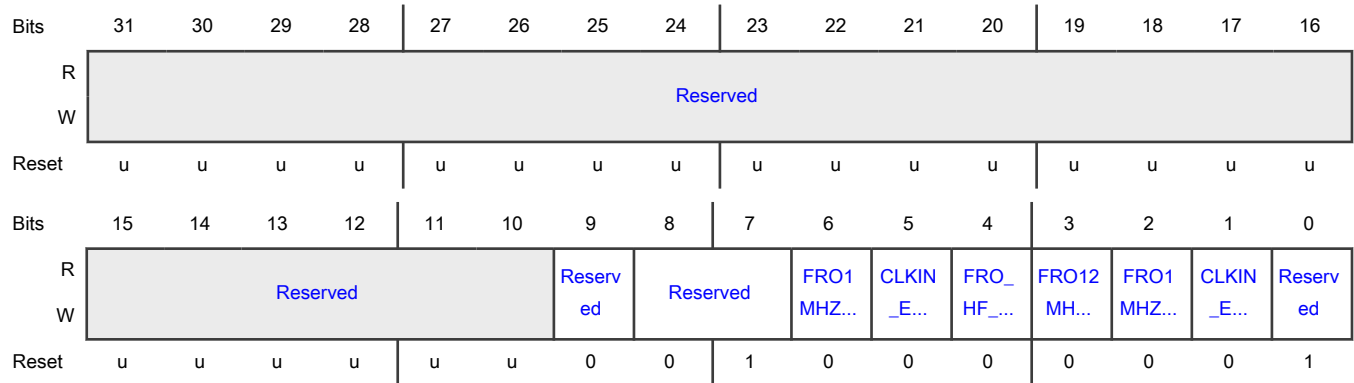 Bits 31 30 29 28 27 26 25 24 23 22 21 20 19 18 17 16
R
Reserved
W
Reset u u u u u u u u u u u u u u u u
Bits 15 14 13 12 11 10 9 8 7 6 5 4 3 2 1 0
R Reserv FRO1 CLKIN FRO_ FRO12 FRO1 CLKIN Reserv
Reserved Reserved
W ed MHZ... _E... HF_... MH... MHZ... _E... ed
Reset u u u u u u 0 0 1 0 0 0 0 0 0 1